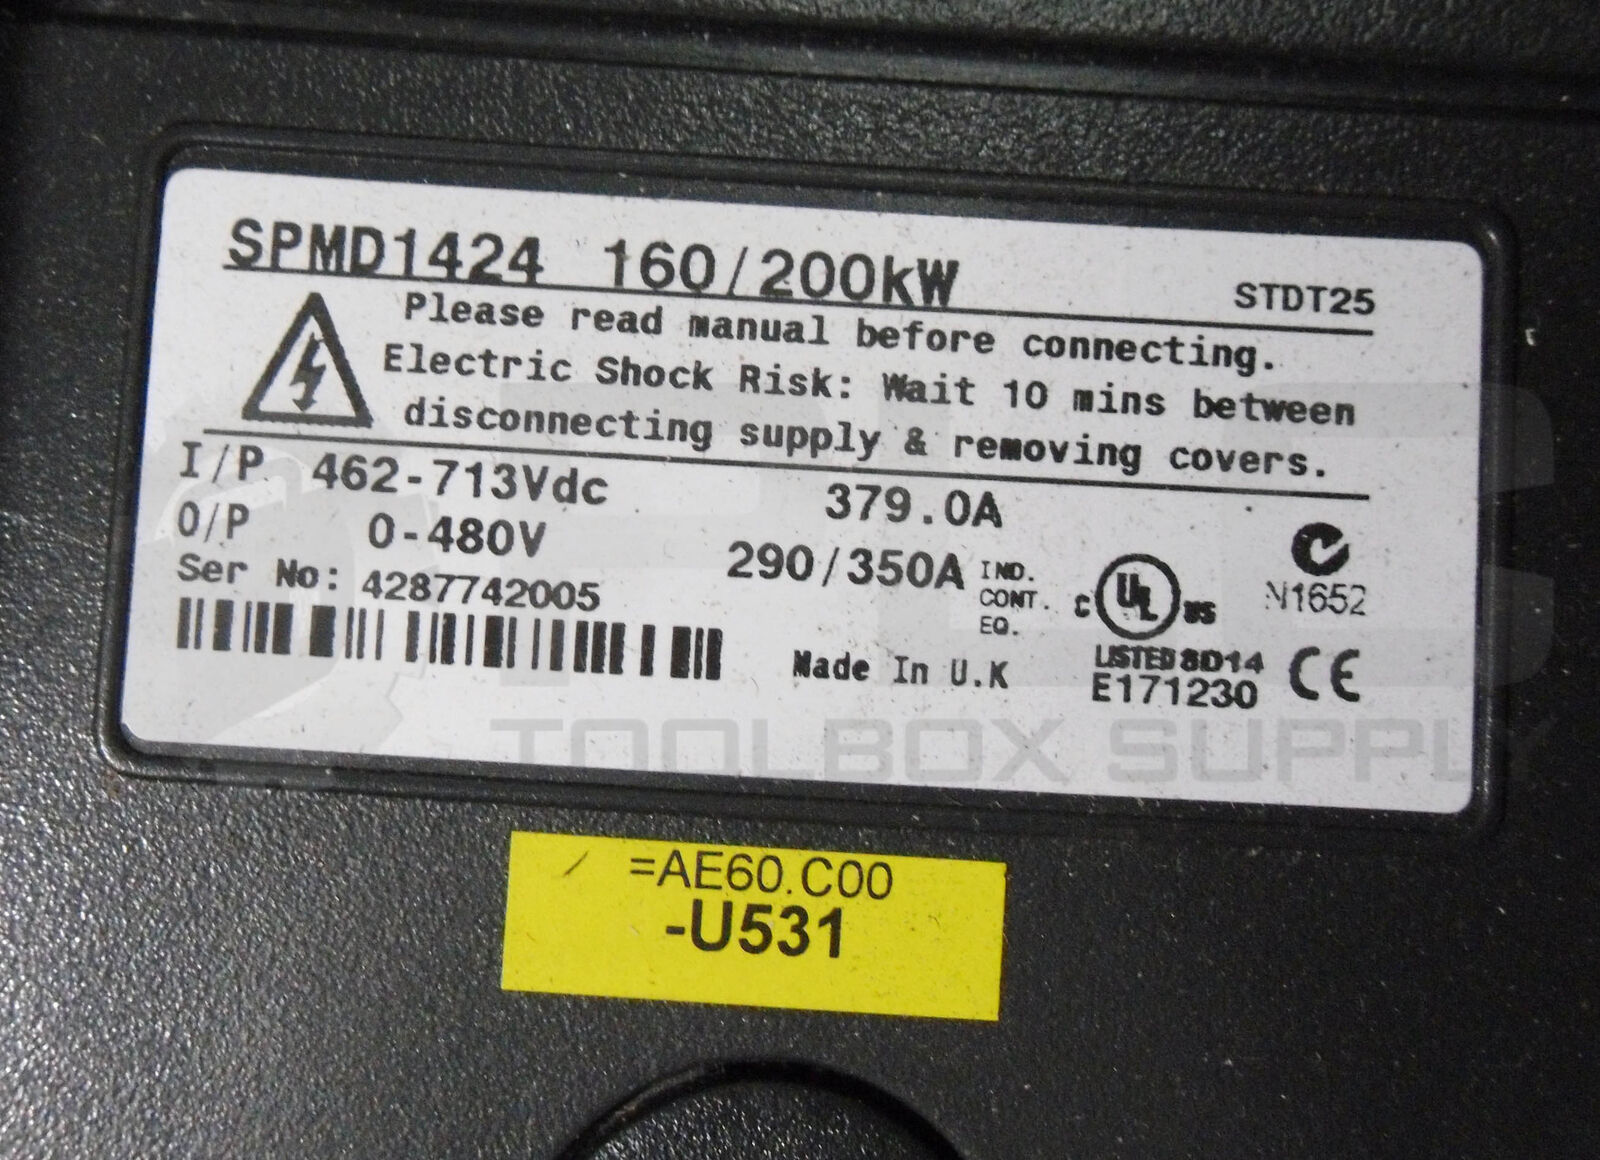 SPMD1424 160/200kW STDT25
Please read manual before connecting.
Electric Shock Risk: Wait 10 mins between
disconnecting supply & removing covers.
I/P 462-713Vdc 379.0A
O/P 0-480V 290/350A IND. CONT. EQ.
Ser No: 4287742005
Made In U.K
C UL US
LISTED 8D14
E171230
N1652
CE
TOOLBOX SUPPLY
=AE60.C00
-U531